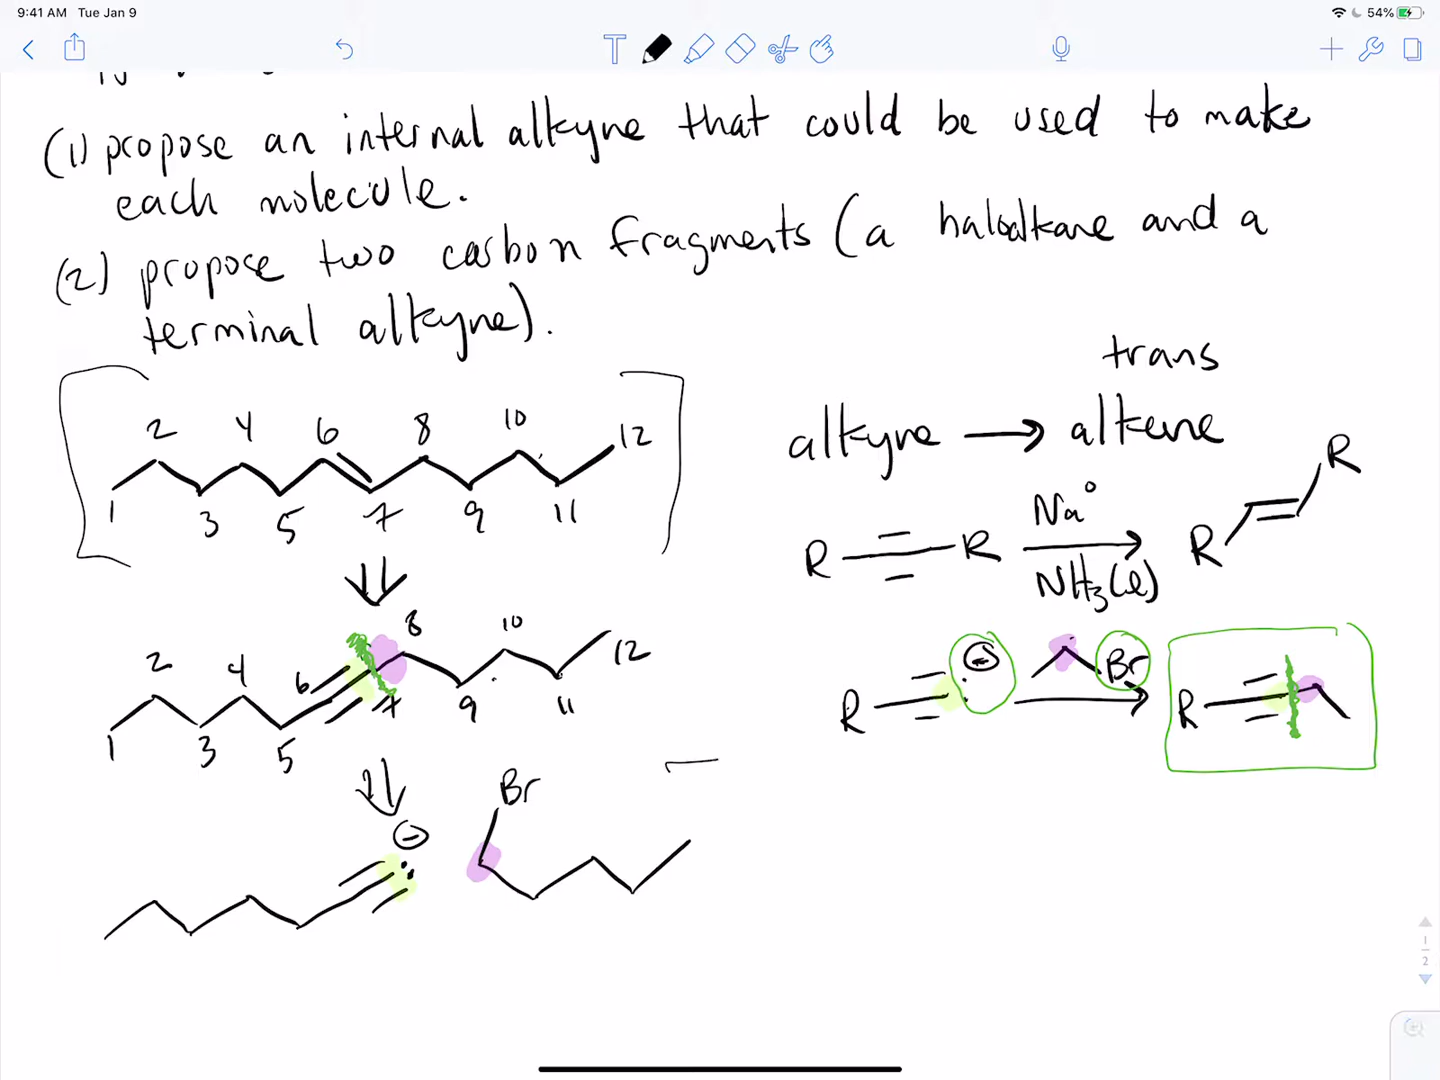 9:41 AM Tue Jan 9
54%
T
(1) propose an internal alkyne that could be used to make
each molecule.
(2) propose two carbon fragments (a haloalkane and a
terminal alkyne).
trans
alkyne → alkene
2 4 6 8 10 12
1 3 5 7 9 11
R R Na° R
NH₃(l) R
2 4 6 8 10 12
1 3 5 7 9 11
R ⊖ Br R
Br
⊖
1
2